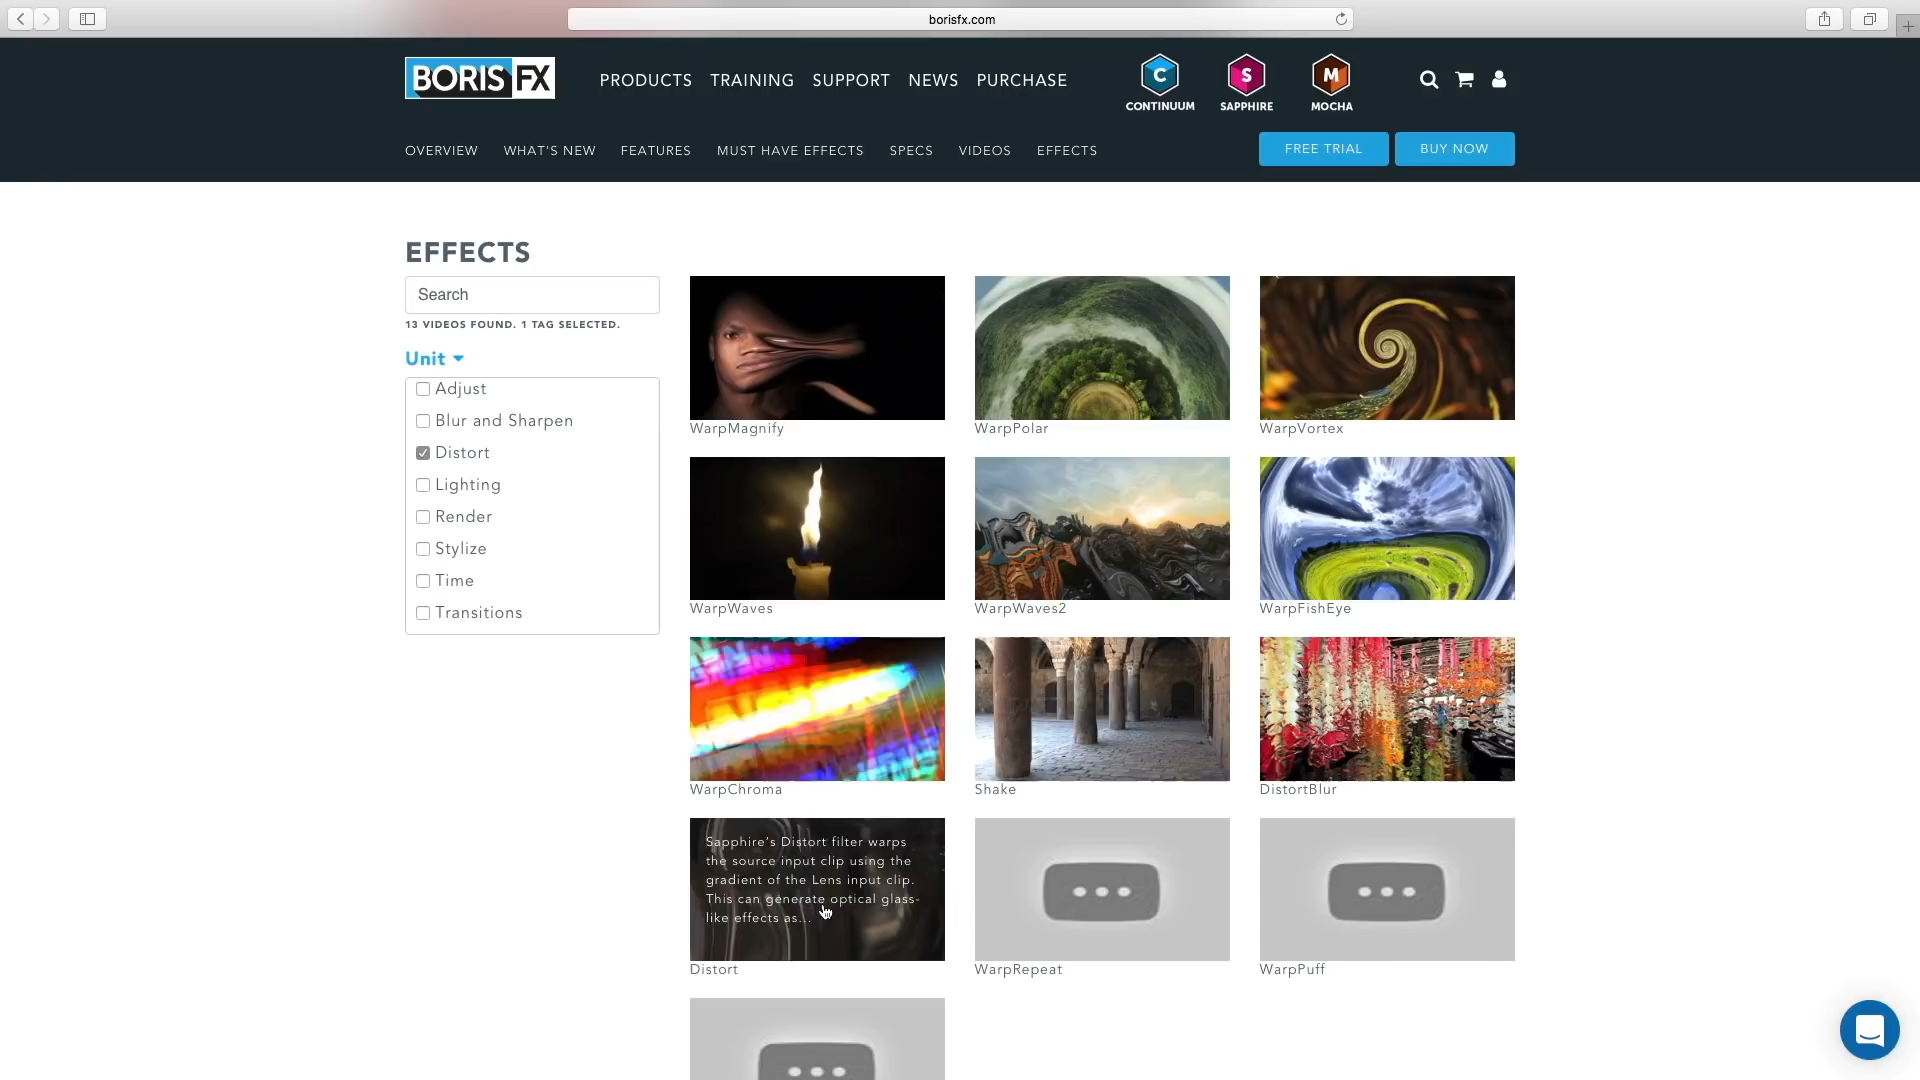 borisfx.com
BORIS FX
PRODUCTS TRAINING SUPPORT NEWS PURCHASE
C S M
CONTINUUM SAPPHIRE MOCHA
OVERVIEW WHAT'S NEW FEATURES MUST HAVE EFFECTS SPECS VIDEOS EFFECTS
FREE TRIAL BUY NOW
EFFECTS
Search
13 VIDEOS FOUND. 1 TAG SELECTED.
Unit
Adjust
Blur and Sharpen
Distort
Lighting
Render
Stylize
Time
Transitions
WarpMagnify WarpPolar WarpVortex
WarpWaves WarpWaves2 WarpFishEye
WarpChroma Shake DistortBlur
Sapphire's Distort filter warps
the source input clip using the
gradient of the Lens input clip.
This can generate optical glass-
like effects as...
Distort WarpRepeat WarpPuff